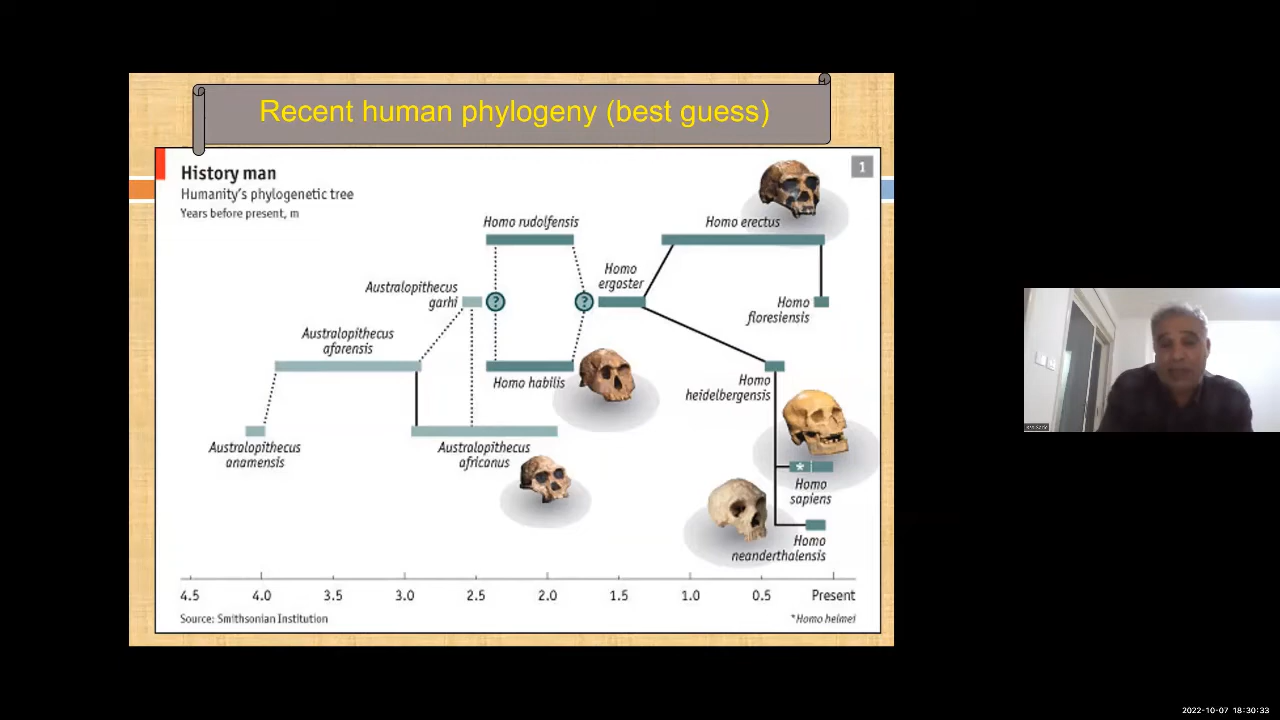 Recent human phylogeny (best guess)
History man
1
Humanity's phylogenetic tree
Years before present, m
Homo rudolfensis
Homo erectus
Homo
ergaster
Australopithecus
garhi
?
?
Homo
floresiensis
Australopithecus
afarensis
Homo habilis
Homo
heidelbergensis
Australopithecus
anamensis
Australopithecus
africanus
*
Homo
sapiens
Homo
neanderthalensis
4.5 4.0 3.5 3.0 2.5 2.0 1.5 1.0 0.5 Present
Source: Smithsonian Institution
*Homo helmei
2022-10-07 18:30:33